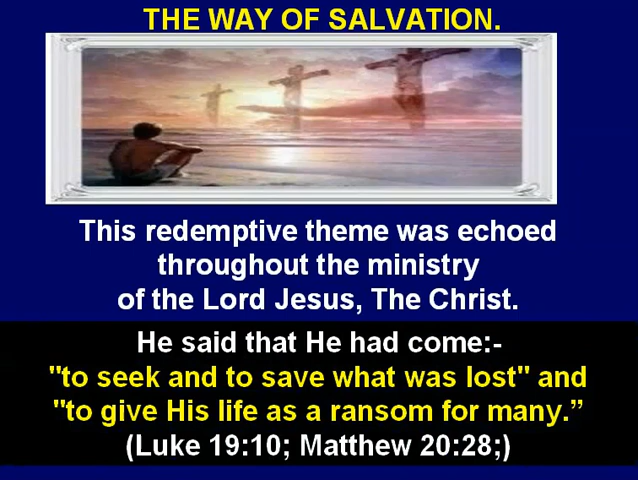 THE WAY OF SALVATION.
This redemptive theme was echoed
throughout the ministry
of the Lord Jesus, The Christ.
He said that He had come:-
"to seek and to save what was lost" and
"to give His life as a ransom for many.”
(Luke 19:10; Matthew 20:28;)